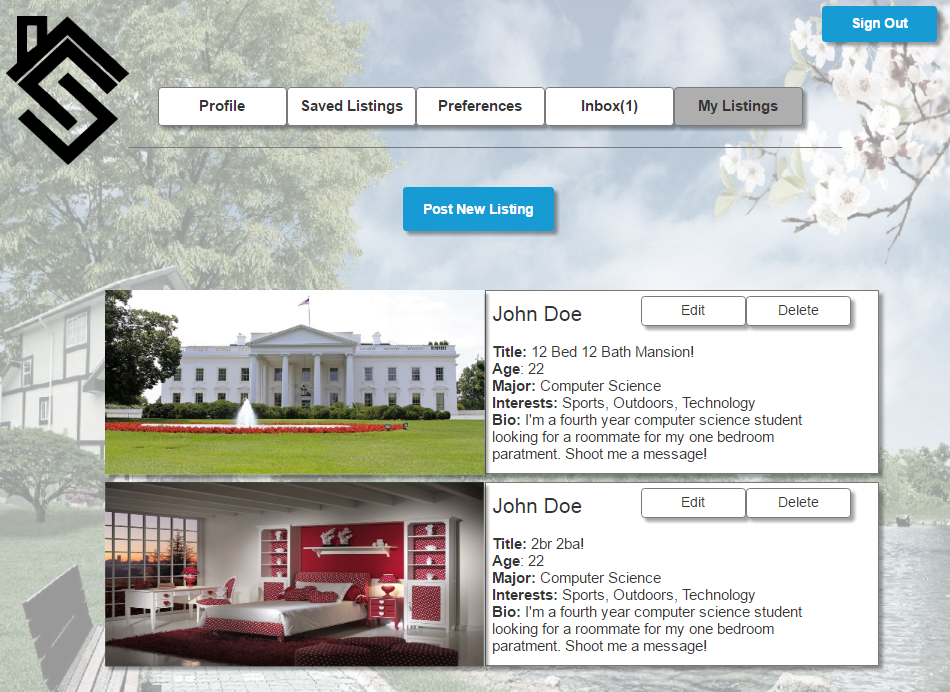 Sign Out
Profile Saved Listings Preferences Inbox(1) My Listings
Post New Listing
John Doe Edit Delete
Title: 12 Bed 12 Bath Mansion!
Age: 22
Major: Computer Science
Interests: Sports, Outdoors, Technology
Bio: I'm a fourth year computer science student
looking for a roommate for my one bedroom
paratment. Shoot me a message!
John Doe Edit Delete
Title: 2br 2ba!
Age: 22
Major: Computer Science
Interests: Sports, Outdoors, Technology
Bio: I'm a fourth year computer science student
looking for a roommate for my one bedroom
paratment. Shoot me a message!